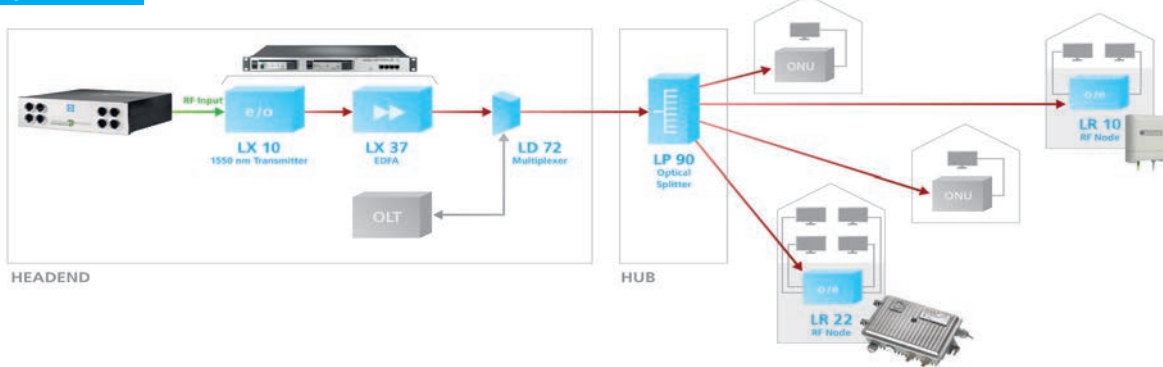 RF Input
e/o
LX 10
1550 nm Transmitter
LX 37
EDFA
LD 72
Multiplexer
OLT
HEADEND
LP 90
Optical
Splitter
HUB
ONU
o/e
LR 10
RF Node
ONU
o/e
LR 22
RF Node